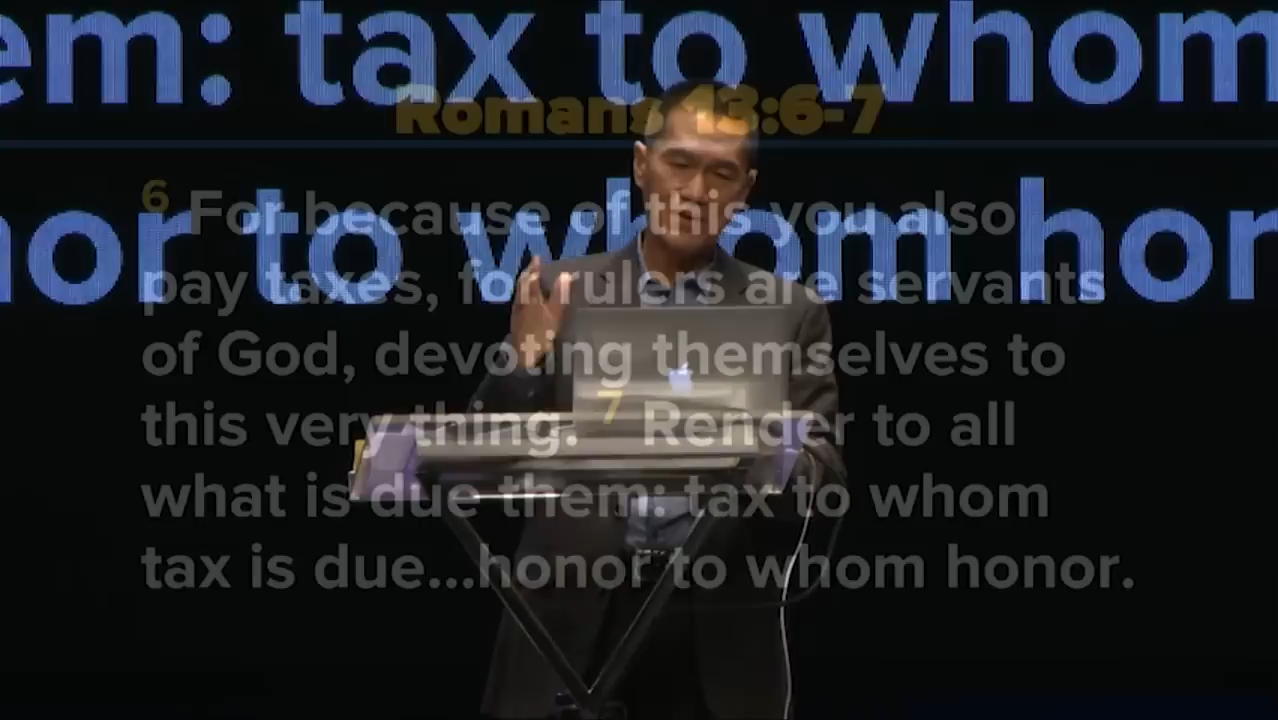 em: tax to whom
Romans 13:6-7
nor to whom hon
6 For because of this you also
pay taxes, for rulers are servants
of God, devoting themselves to
this very thing. 7 Render to all
what is due them: tax to whom
tax is due...honor to whom honor.